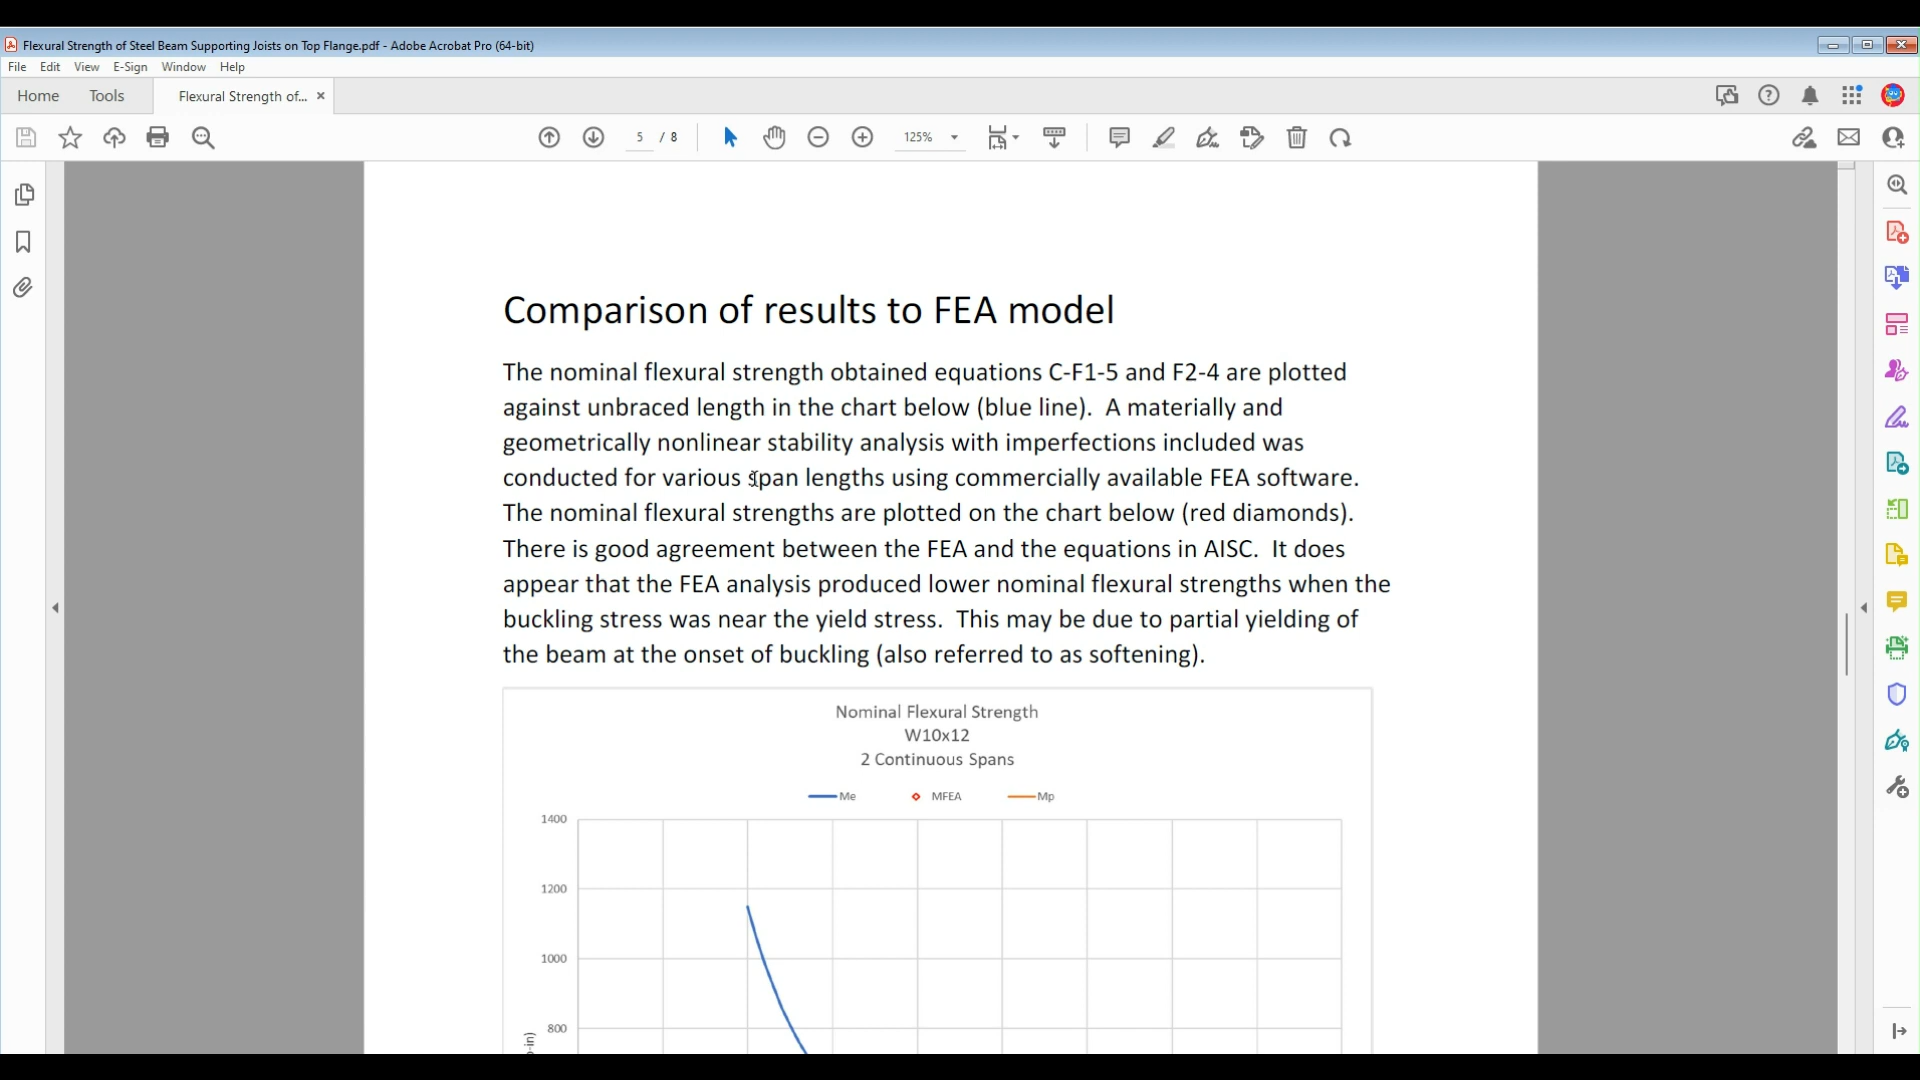 Flexural Strength of Steel Beam Supporting Joists on Top Flange.pdf - Adobe Acrobat Pro (64-bit)
File Edit View E-Sign Window Help
Home Tools Flexural Strength of... ×
5 / 8 125%
Comparison of results to FEA model
The nominal flexural strength obtained equations C-F1-5 and F2-4 are plotted
against unbraced length in the chart below (blue line). A materially and
geometrically nonlinear stability analysis with imperfections included was
conducted for various span lengths using commercially available FEA software.
The nominal flexural strengths are plotted on the chart below (red diamonds).
There is good agreement between the FEA and the equations in AISC. It does
appear that the FEA analysis produced lower nominal flexural strengths when the
buckling stress was near the yield stress. This may be due to partial yielding of
the beam at the onset of buckling (also referred to as softening).
Nominal Flexural Strength
W10x12
2 Continuous Spans
Me MFEA Mp
1400
1200
1000
800